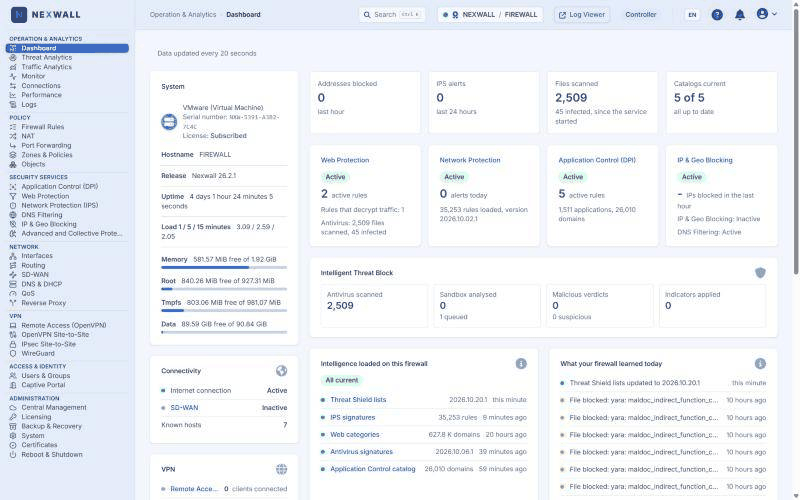 NEXWALL
Operation & Analytics › Dashboard
Search Ctrl K
NEXWALL / FIREWALL
Log Viewer
Controller
EN
OPERATION & ANALYTICS
Dashboard
Threat Analytics
Traffic Analytics
Monitor
Connections
Performance
Logs
POLICY
Firewall Rules
NAT
Port Forwarding
Zones & Policies
Objects
SECURITY SERVICES
Application Control (DPI)
Web Protection
Network Protection (IPS)
DNS Filtering
IP & Geo Blocking
Advanced and Collective Prote...
NETWORK
Interfaces
Routing
SD-WAN
DNS & DHCP
QoS
Reverse Proxy
VPN
Remote Access (OpenVPN)
OpenVPN Site-to-Site
IPsec Site-to-Site
WireGuard
ACCESS & IDENTITY
Users & Groups
Captive Portal
ADMINISTRATION
Central Management
Licensing
Backup & Recovery
System
Certificates
Reboot & Shutdown
Data updated every 20 seconds
System
VMware (Virtual Machine)
Serial number:
7C4C
License: Subscribed
Hostname FIREWALL
Release Nexwall 26.2.1
Uptime 4 days 1 hour 24 minutes 5
seconds
Load 1 / 5 / 15 minutes 3.09 / 2.59 /
2.05
Memory 581.57 MiB free of 1.92 GiB
Root 840.26 MiB free of 927.31 MiB
Tmpfs 803.06 MiB free of 981.07 MiB
Data 89.59 GiB free of 90.84 GiB
Connectivity
Internet connection Active
SD-WAN Inactive
Known hosts 7
VPN
Remote Acce... 0 clients connected
Addresses blocked
0
last hour
IPS alerts
0
last 24 hours
Files scanned
2,509
45 infected, since the service
started
Catalogs current
5 of 5
all up to date
Web Protection
Active
2 active rules
Rules that decrypt traffic: 1
Antivirus: 2,509 files
scanned, 45 infected
Network Protection
Active
0 alerts today
35,253 rules loaded, version
2026.10.02.1
Application Control (DPI)
Active
5 active rules
1,511 applications, 26,010
domains
IP & Geo Blocking
Active
- IPs blocked in the last
hour
IP & Geo Blocking: Inactive
DNS Filtering: Active
Intelligent Threat Block
Antivirus scanned
2,509
Sandbox analysed
0
1 queued
Malicious verdicts
0
0 suspicious
Indicators applied
0
Intelligence loaded on this firewall
All current
Threat Shield lists 2026.10.20.1 this minute
IPS signatures 35,253 rules 9 minutes ago
Web categories 627.8 K domains 20 hours ago
Antivirus signatures 2026.10.06.1 39 minutes ago
Application Control catalog 26,010 domains 59 minutes ago
What your firewall learned today
Threat Shield lists updated to 2026.10.20.1 this minute
File blocked: yara: maldoc_indirect_function_c... 10 hours ago
File blocked: yara: maldoc_indirect_function_c... 10 hours ago
File blocked: yara: maldoc_indirect_function_c... 10 hours ago
File blocked: yara: maldoc_indirect_function_c... 10 hours ago
File blocked: yara: maldoc_indirect_function_c... 10 hours ago
File blocked: yara: maldoc_indirect_function_c... 10 hours ago